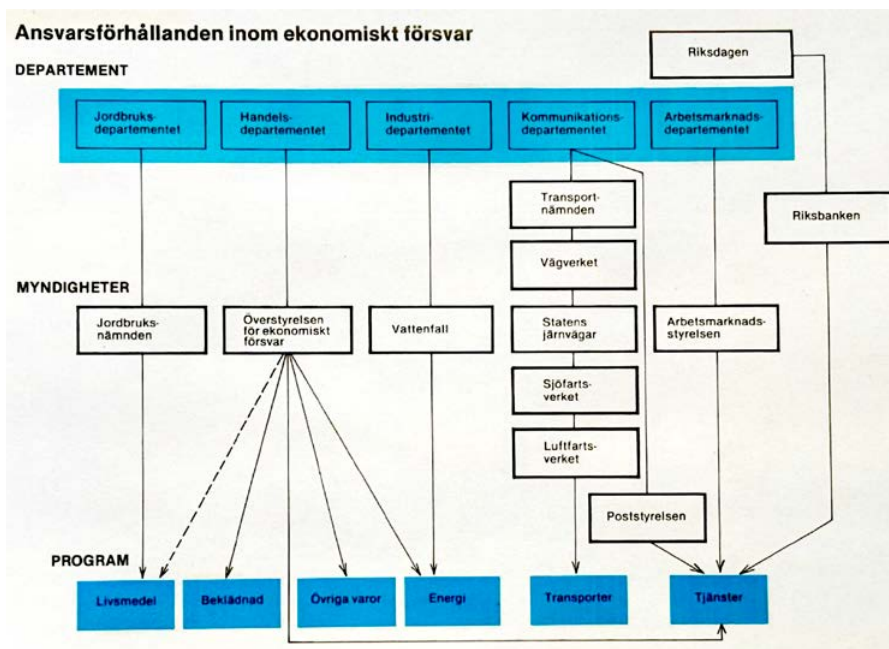 Ansvarsförhållanden inom ekonomiskt försvar
DEPARTEMENT
Riksdagen
Jordbruks-
departementet
Handels-
departementet
Industri-
departementet
Kommunikations-
departementet
Arbetsmarknads-
departementet
Transport-
nämnden
Riksbanken
Vägverket
MYNDIGHETER
Jordbruks-
nämnden
Överstyrelsen
för ekonomiskt
försvar
Vattenfall
Statens
järnvägar
Arbetsmarknads-
styrelsen
Sjöfarts-
verket
Luftfarts-
verket
Poststyrelsen
PROGRAM
Livsmedel
Beklädnad
Övriga varor
Energi
Transporter
Tjänster